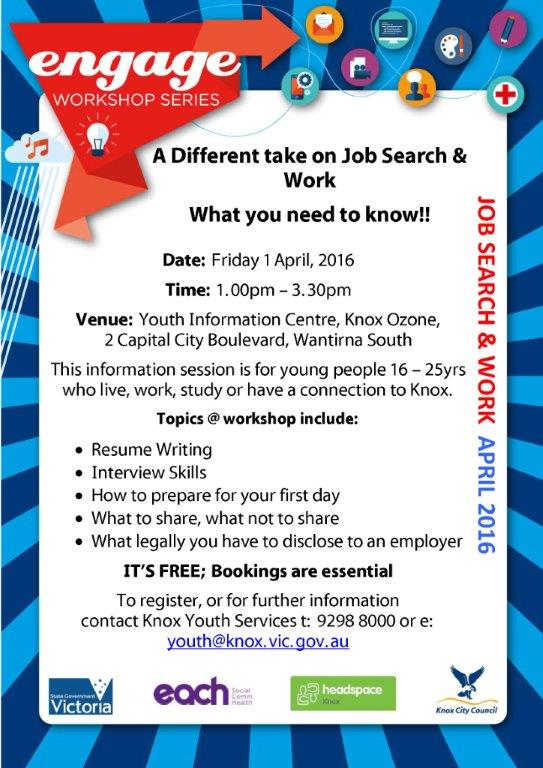 engage
WORKSHOP SERIES
A Different take on Job Search &
Work
What you need to know!!
Date: Friday 1 April, 2016
Time: 1.00pm – 3.30pm
Venue: Youth Information Centre, Knox Ozone,
2 Capital City Boulevard, Wantirna South
This information session is for young people 16 – 25yrs
who live, work, study or have a connection to Knox.
Topics @ workshop include:
• Resume Writing
• Interview Skills
• How to prepare for your first day
• What to share, what not to share
• What legally you have to disclose to an employer
IT'S FREE; Bookings are essential
To register, or for further information
contact Knox Youth Services t: 9298 8000 or e:
youth@knox.vic.gov.au
JOB SEARCH & WORK APRIL 2016
State Government
Victoria
each
Social
Comm
Health
headspace
Knox
Knox City Council